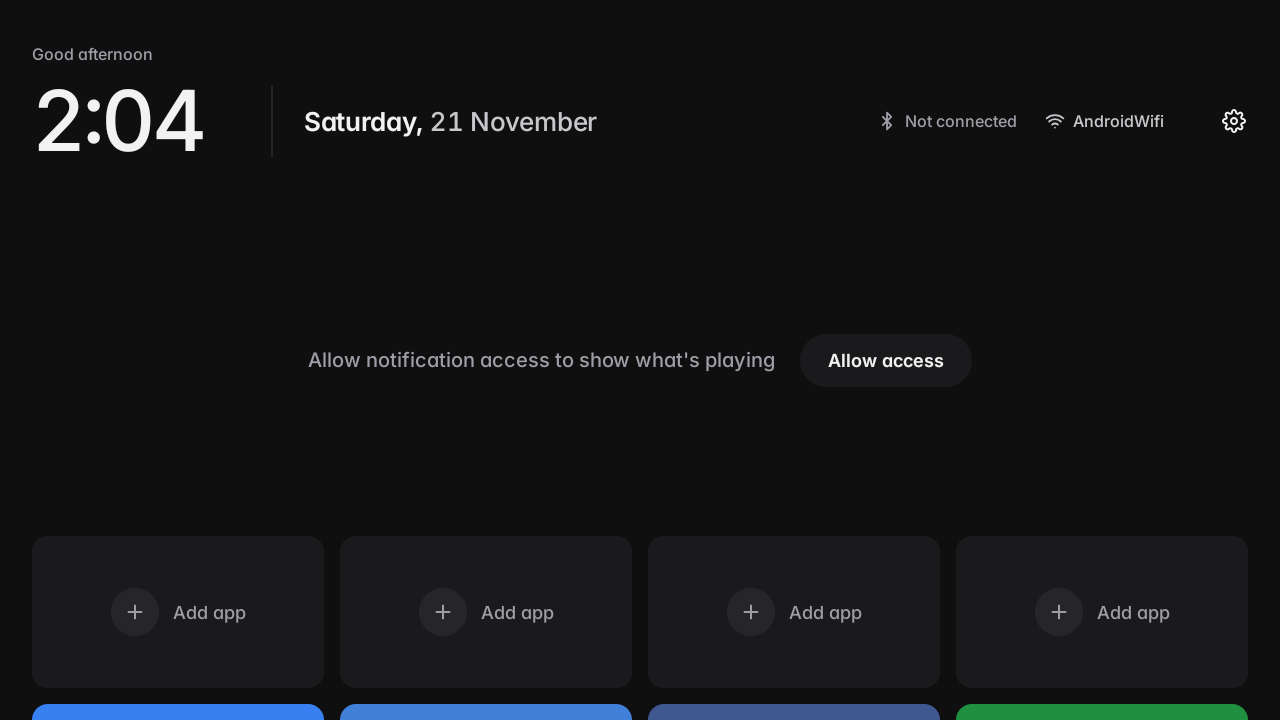 Good afternoon
2:04
Saturday, 21 November
Not connected
AndroidWifi
Allow notification access to show what's playing
Allow access
Add app
Add app
Add app
Add app